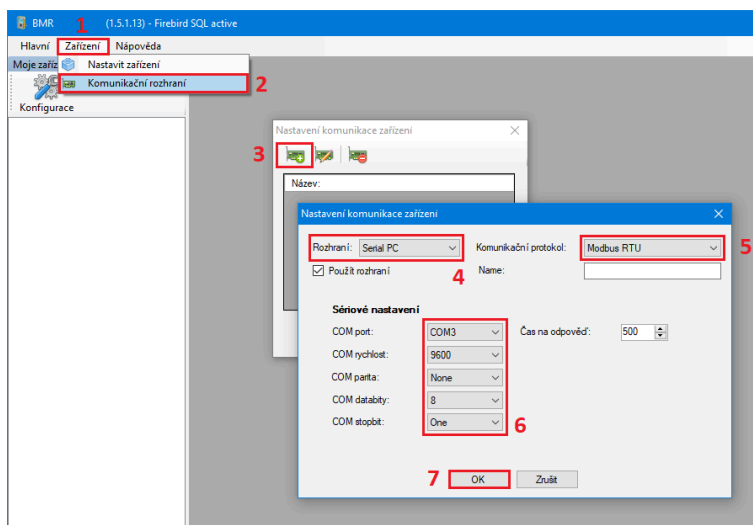 BMR (1.5.1.13) - Firebird SQL active
1
Hlavní Zařízení Nápověda
Moje zaříz
Nastavit zařízení
Komunikační rozhraní
2
Konfigurace
Nastavení komunikace zařízení
3
Název:
Nastavení komunikace zařízení
Rozhraní: Serial PC
4
Komunikační protokol: Modbus RTU
5
Použít rozhraní
Name:
Sériové nastavení
COM port: COM3
Čas na odpověď: 500
COM rychlost: 9600
COM parita: None
COM databity: 8
COM stopbit: One
6
7
OK
Zrušit